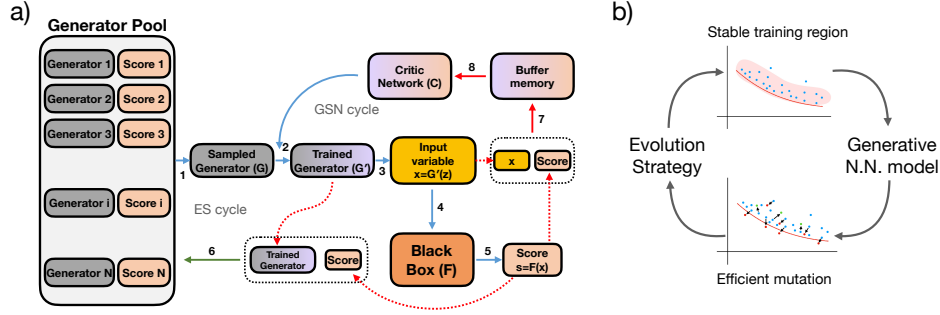 a)
Generator Pool
Generator 1
Score 1
Generator 2
Score 2
Generator 3
Score 3
Generator i
Score i
Generator N
Score N
1
Sampled
Generator (G)
2
Trained
Generator (G')
3
Input
variable
x=G'(z)
4
Black
Box (F)
5
Score
s=F(x)
x
Score
7
Buffer
memory
8
Critic
Network (C)
GSN cycle
ES cycle
6
Trained
Generator
Score
b)
Stable training region
Evolution
Strategy
Generative
N.N. model
Efficient mutation